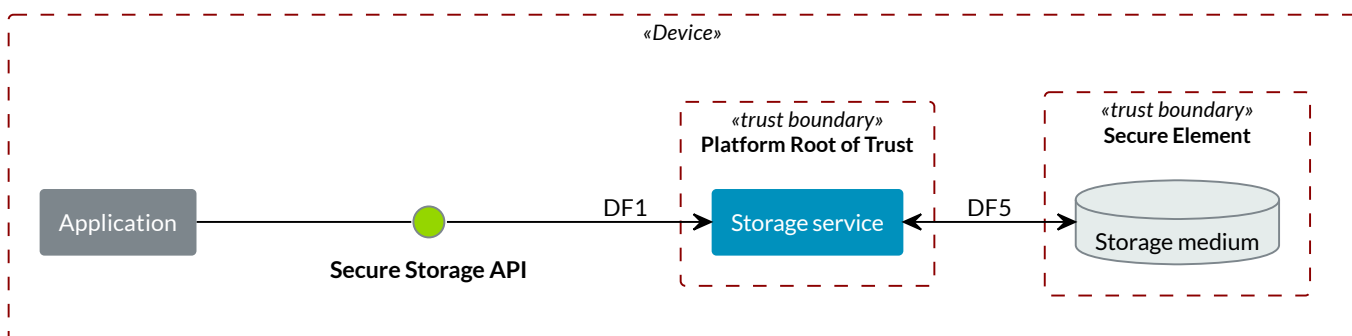 «Device»
«trust boundary»
Platform Root of Trust
«trust boundary»
Secure Element
Application
DF1
Storage service
DF5
Storage medium
Secure Storage API